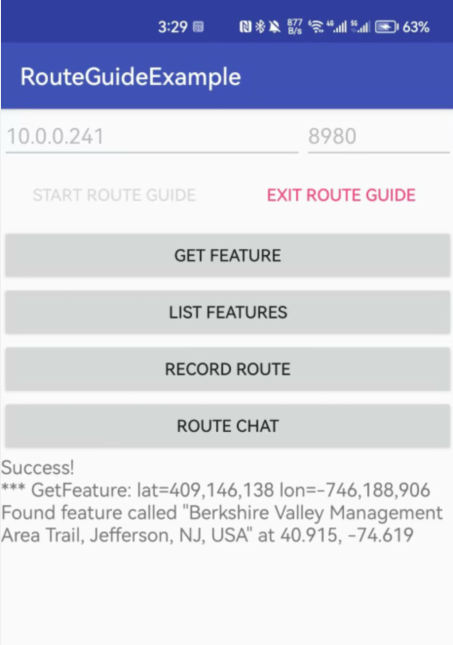 3:29 877 B/s 4G 5G 63%
RouteGuideExample
10.0.0.241 8980
START ROUTE GUIDE EXIT ROUTE GUIDE
GET FEATURE
LIST FEATURES
RECORD ROUTE
ROUTE CHAT
Success!
*** GetFeature: lat=409,146,138 lon=-746,188,906
Found feature called "Berkshire Valley Management
Area Trail, Jefferson, NJ, USA" at 40.915, -74.619